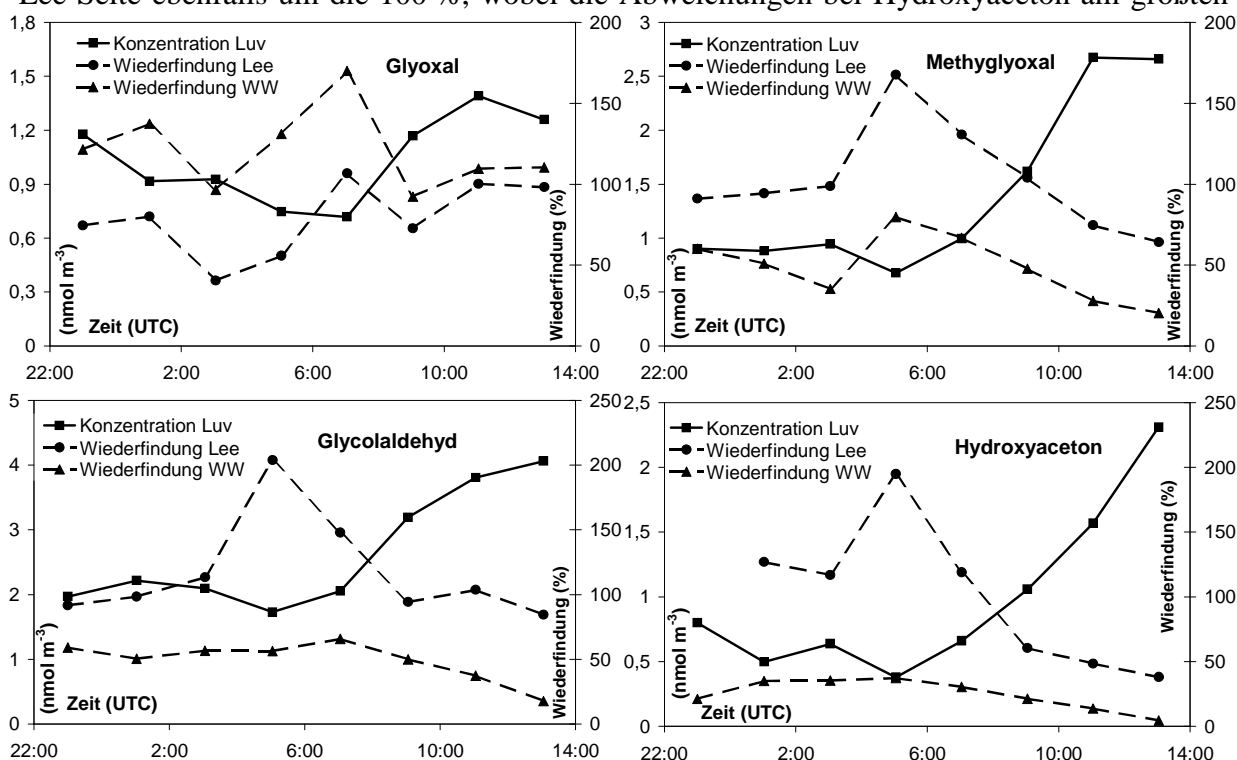 Lee-Seite ebenfalls um die 100 %, wobei die Abweichungen bei Hydroxyaceton am größten
Glyoxal
Konzentration Luv
Wiederfindung Lee
Wiederfindung WW
1,8
1,5
1,2
0,9
0,6
0,3
0
(nmol m-3)
Zeit (UTC)
200
150
100
50
0
Wiederfindung (%)
22:00 2:00 6:00 10:00 14:00
Methyglyoxal
Konzentration Luv
Wiederfindung Lee
Wiederfindung WW
3
2,5
2
1,5
1
0,5
0
(nmol m-3)
Zeit (UTC)
200
150
100
50
0
Wiederfindung (%)
22:00 2:00 6:00 10:00 14:00
Glycolaldehyd
Konzentration Luv
Wiederfindung Lee
Wiederfindung WW
5
4
3
2
1
0
(nmol m-3)
Zeit (UTC)
250
200
150
100
50
0
Wiederfindung (%)
22:00 2:00 6:00 10:00 14:00
Hydroxyaceton
Konzentration Luv
Wiederfindung Lee
Wiederfindung WW
2,5
2
1,5
1
0,5
0
(nmol m-3)
Zeit (UTC)
250
200
150
100
50
0
Wiederfindung (%)
22:00 2:00 6:00 10:00 14:00